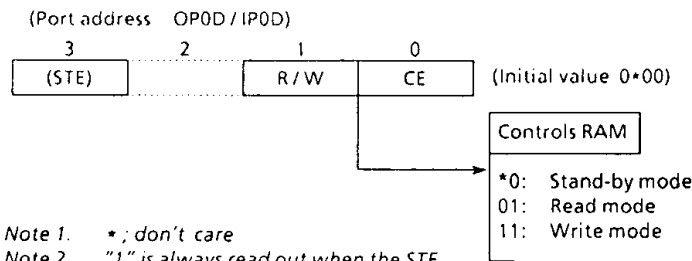 (Port address OP0D / IP0D)
3 2 1 0
(STE) R / W CE (Initial value 0*00)
Controls RAM
*0: Stand-by mode
01: Read mode
11: Write mode
Note 1. * ; don't care
Note 2. "1" is always read out when the STE